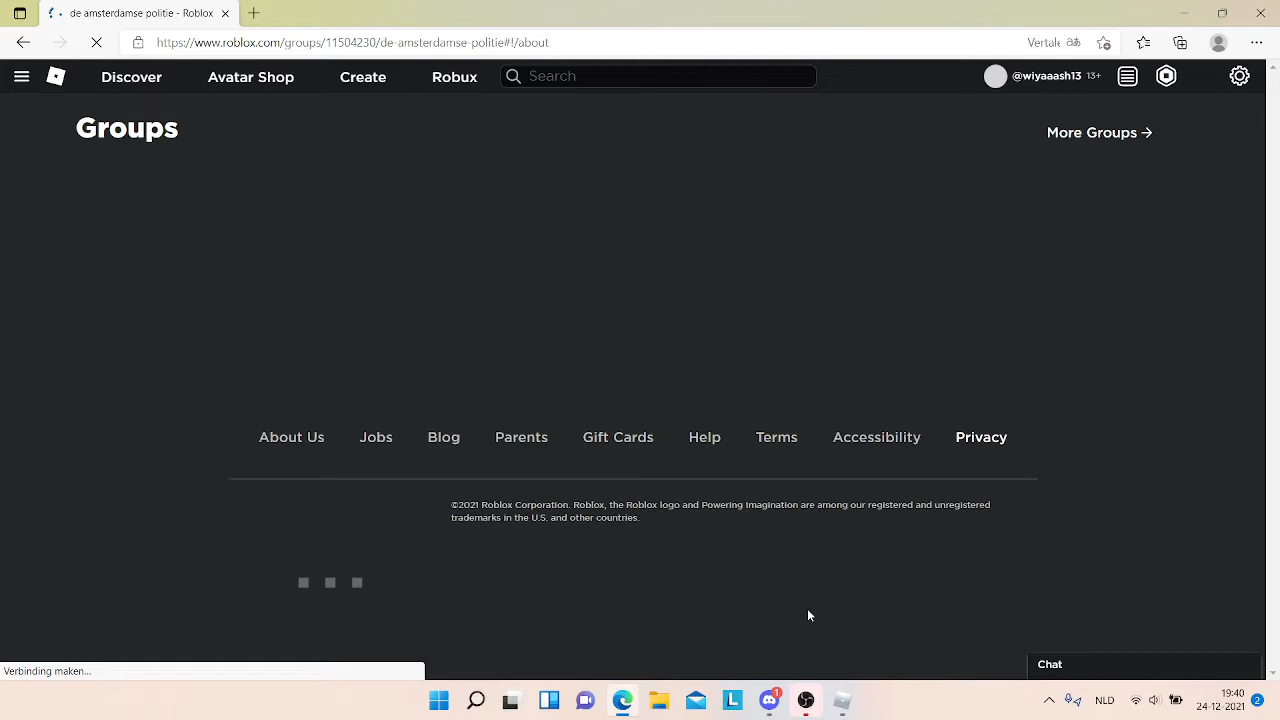 de amsterdamse politie - Roblox
https://www.roblox.com/groups/11504230/de-amsterdamse-politie#!/about
Vertale
Discover
Avatar Shop
Create
Robux
Search
@wiyaaash13 13+
Groups
More Groups
About Us
Jobs
Blog
Parents
Gift Cards
Help
Terms
Accessibility
Privacy
©2021 Roblox Corporation. Roblox, the Roblox logo and Powering Imagination are among our registered and unregistered
trademarks in the U.S. and other countries.
Chat
Verbinding maken...
L
1
NLD
19:40
24-12-2021
2